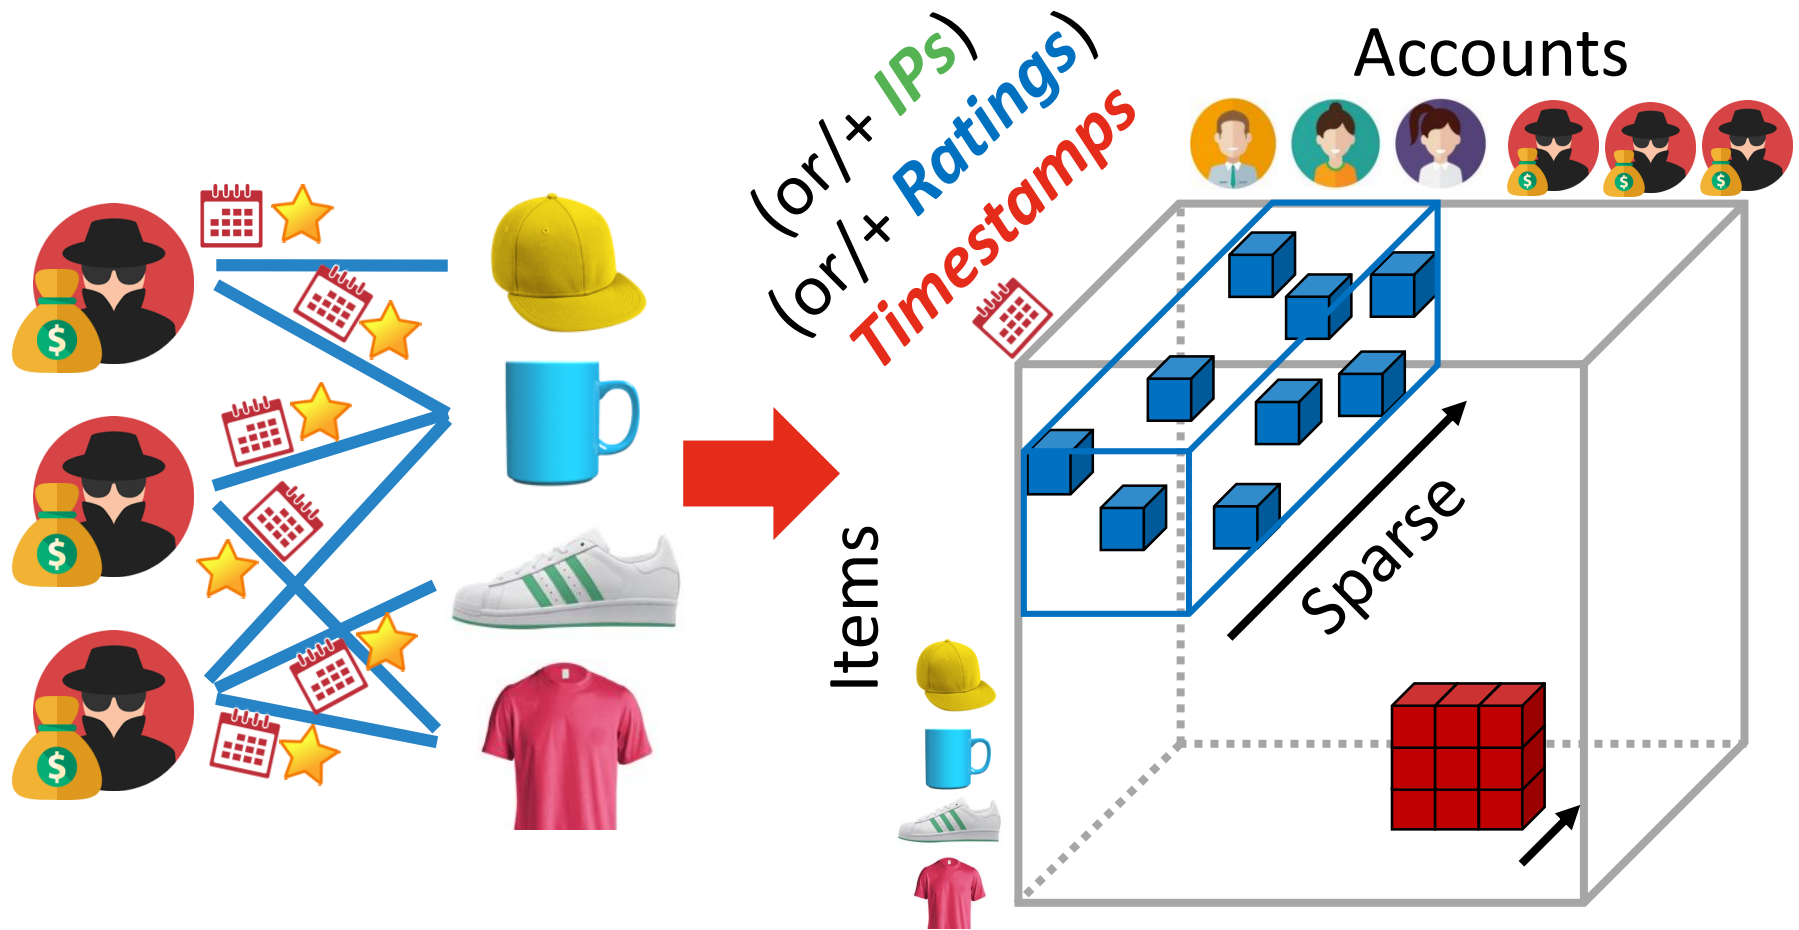 (or/+ IPs)
(or/+ Ratings)
Timestamps
Accounts
Items
Sparse
$
$
$
$
$
$